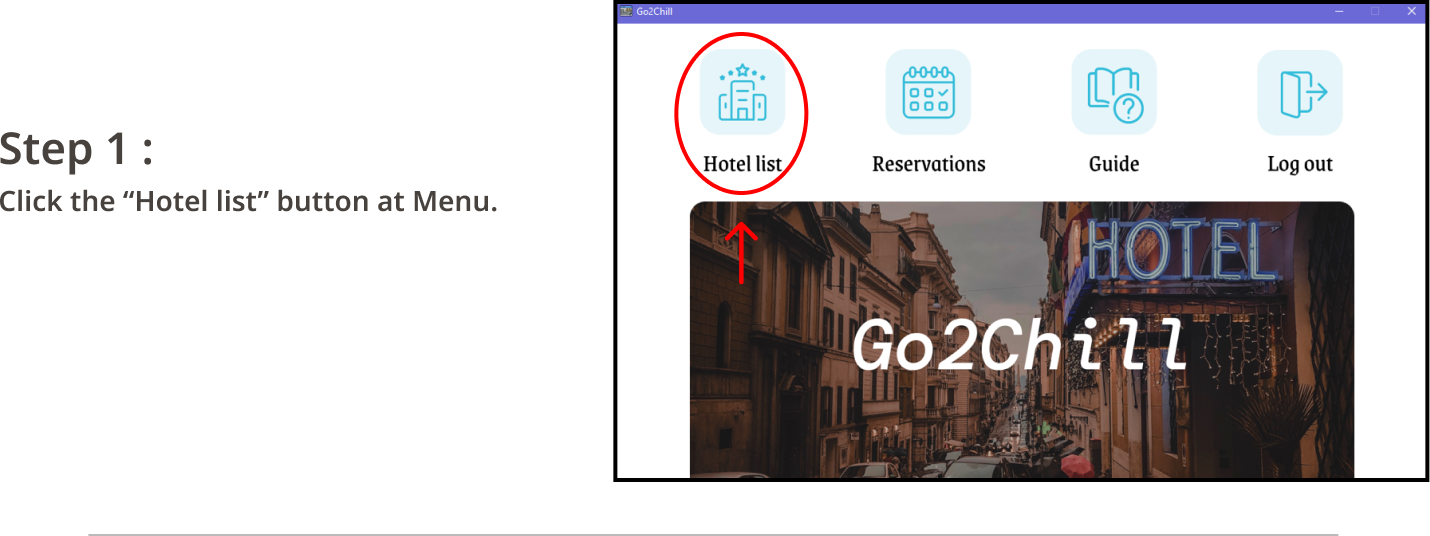 Step 1 :
Click the “Hotel list” button at Menu.
Go2Chill
Hotel list
Reservations
Guide
Log out
HOTEL
Go2Chill